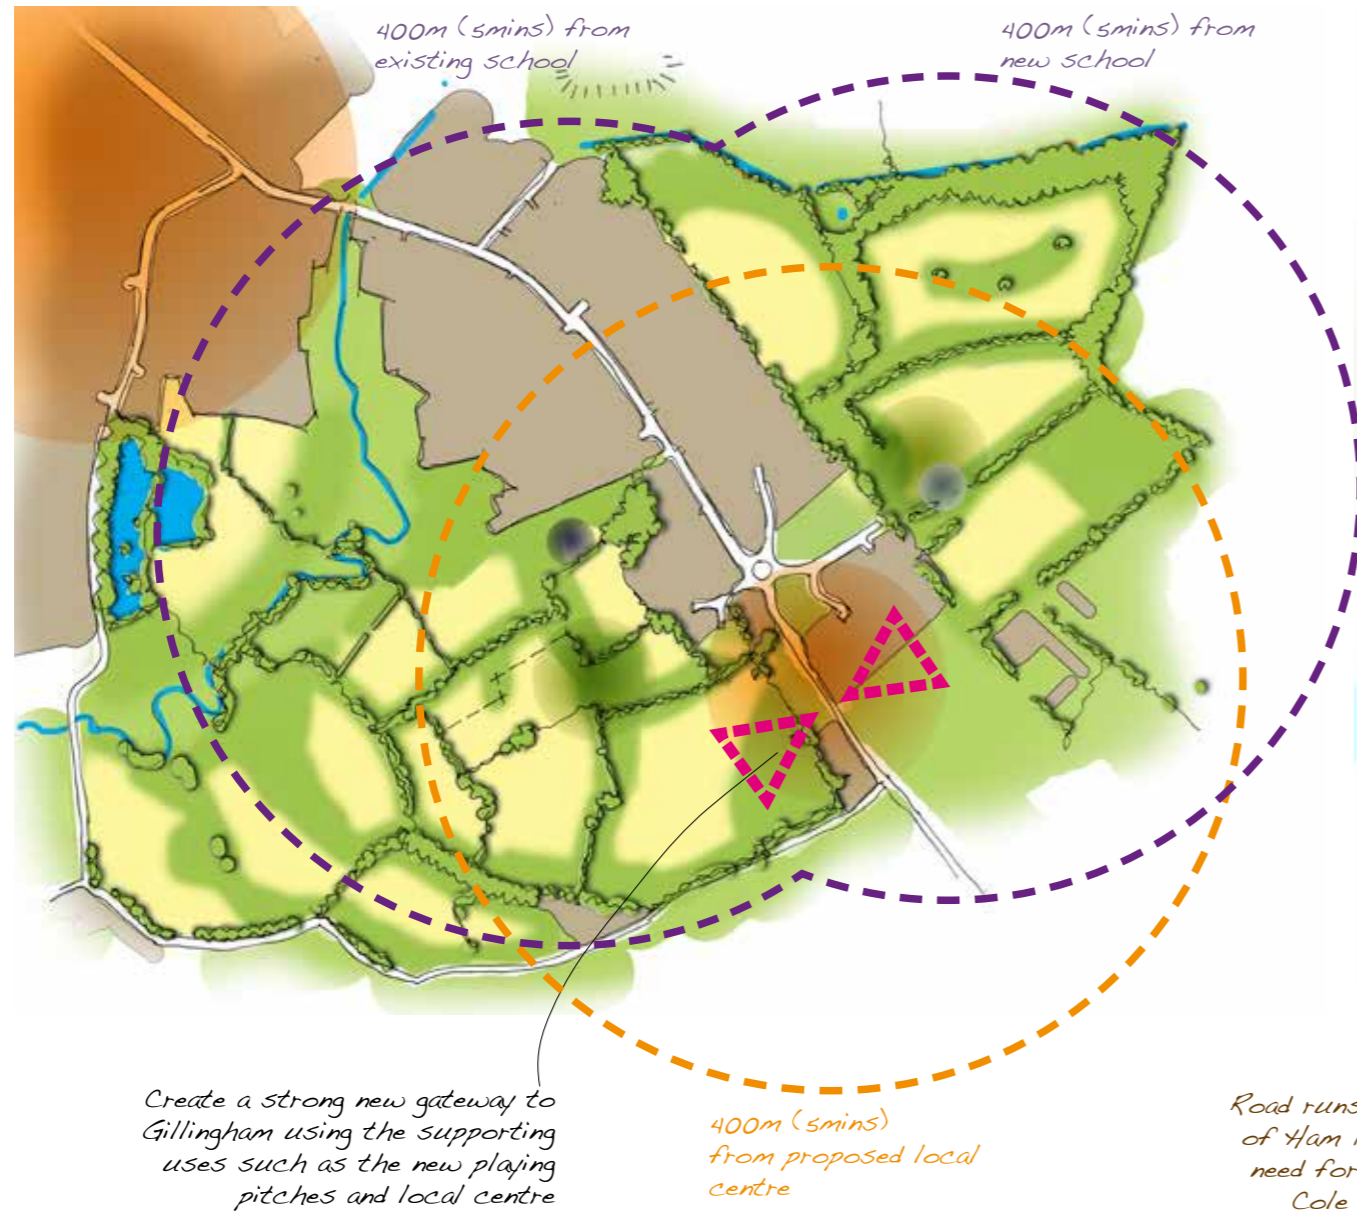 400m (5mins) from
existing school
400m (5mins) from
new school
Create a strong new gateway to
Gillingham using the supporting
uses such as the new playing
pitches and local centre
400m (5mins)
from proposed local
centre
Road runs
of Ham
need for
Cole